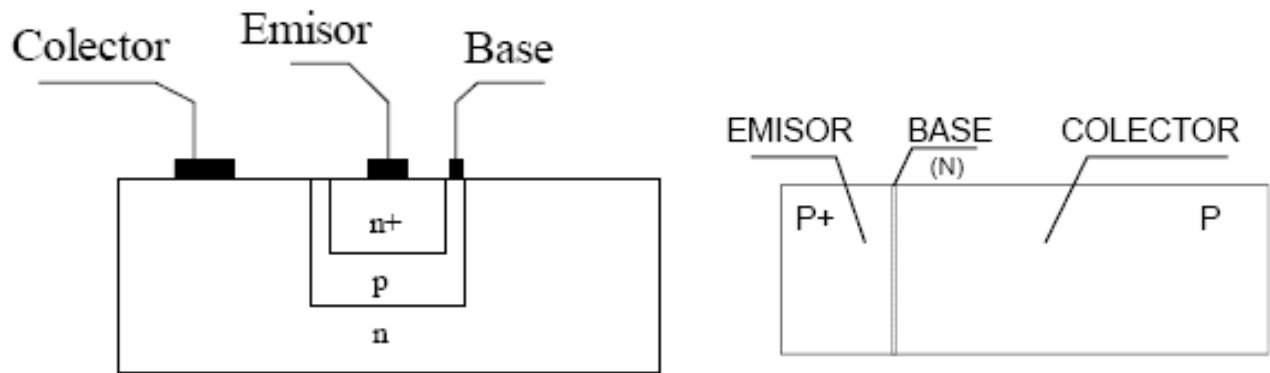 Colector
Emisor
Base
n+
p
n
EMISOR
BASE
(N)
COLECTOR
P+
P